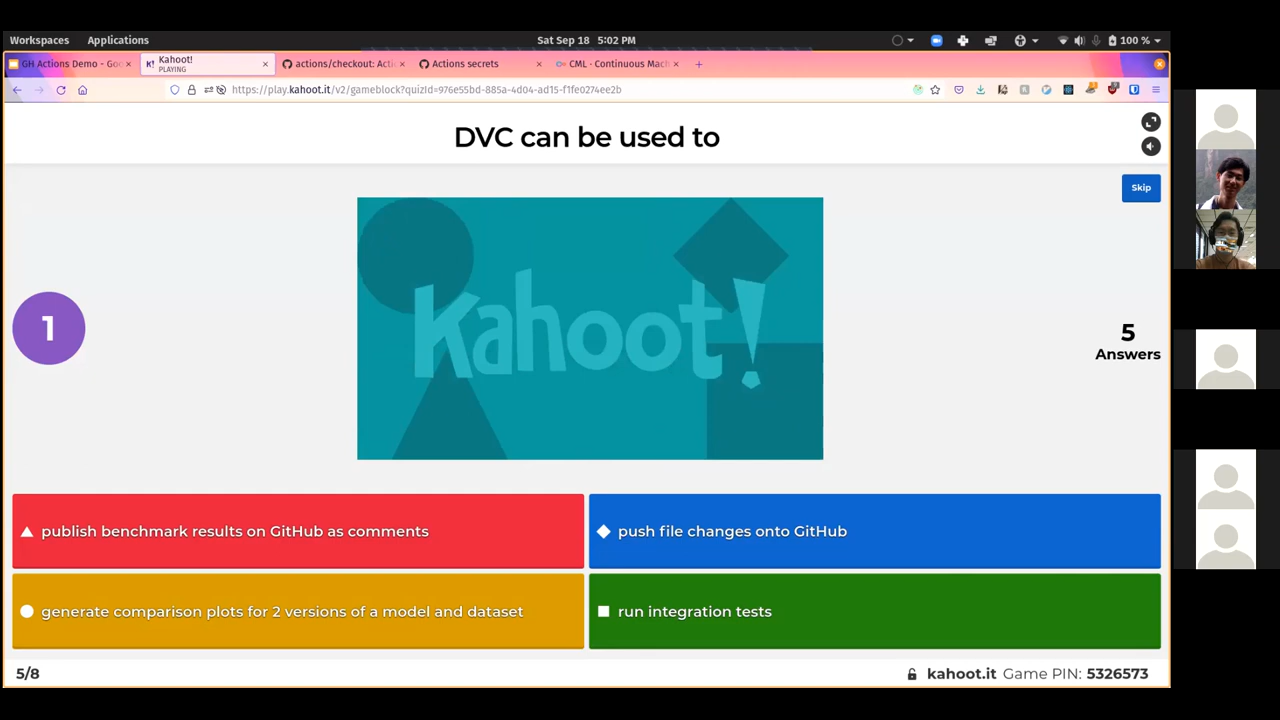 Workspaces Applications Sat Sep 18 5:02 PM 100 %
GH Actions Demo - Goo Kahoot! PLAYING actions/checkout: Acti Actions secrets CML · Continuous Mach
https://play.kahoot.it/v2/gameblock?quizId=976e55bd-885a-4d04-ad15-f1fe0274ee2b
DVC can be used to
Skip
Kahoot!
1
5
Answers
publish benchmark results on GitHub as comments
push file changes onto GitHub
generate comparison plots for 2 versions of a model and dataset
run integration tests
5/8
kahoot.it Game PIN: 5326573